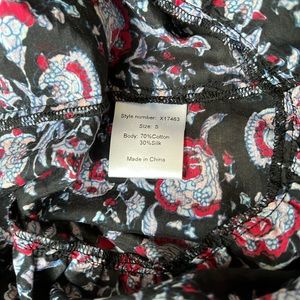 Style number: X17463
Size: S
Body: 70%Cotton
30%Silk
Made in China